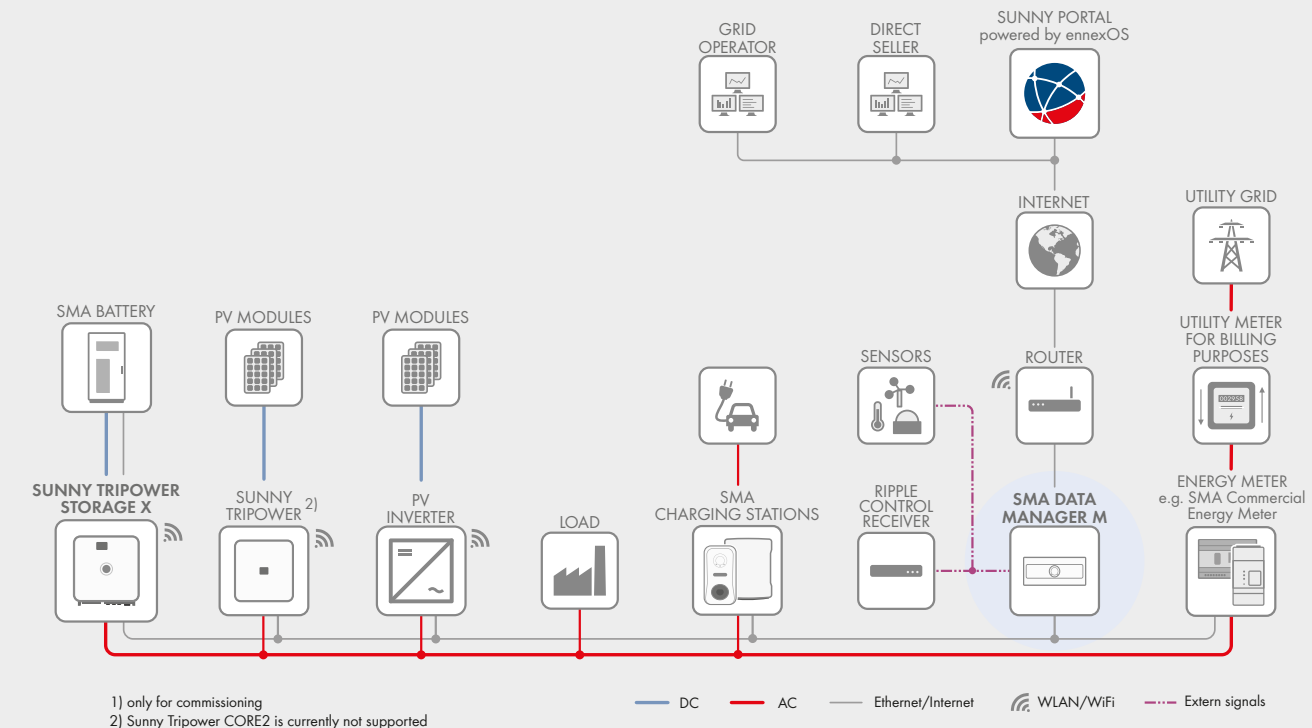 GRID
OPERATOR
DIRECT
SELLER
SUNNY PORTAL
powered by ennexOS
INTERNET
UTILITY GRID
SMA BATTERY
PV MODULES
PV MODULES
SENSORS
ROUTER
UTILITY METER
FOR BILLING
PURPOSES
002956
SUNNY TRIPOWER
STORAGE X
SUNNY
TRIPOWER 2)
PV
INVERTER
LOAD
SMA
CHARGING STATIONS
RIPPLE
CONTROL
RECEIVER
SMA DATA
MANAGER M
ENERGY METER
e.g. SMA Commercial
Energy Meter
1) only for commissioning
2) Sunny Tripower CORE2 is currently not supported
DC
AC
Ethernet/Internet
WLAN/WiFi
Extern signals